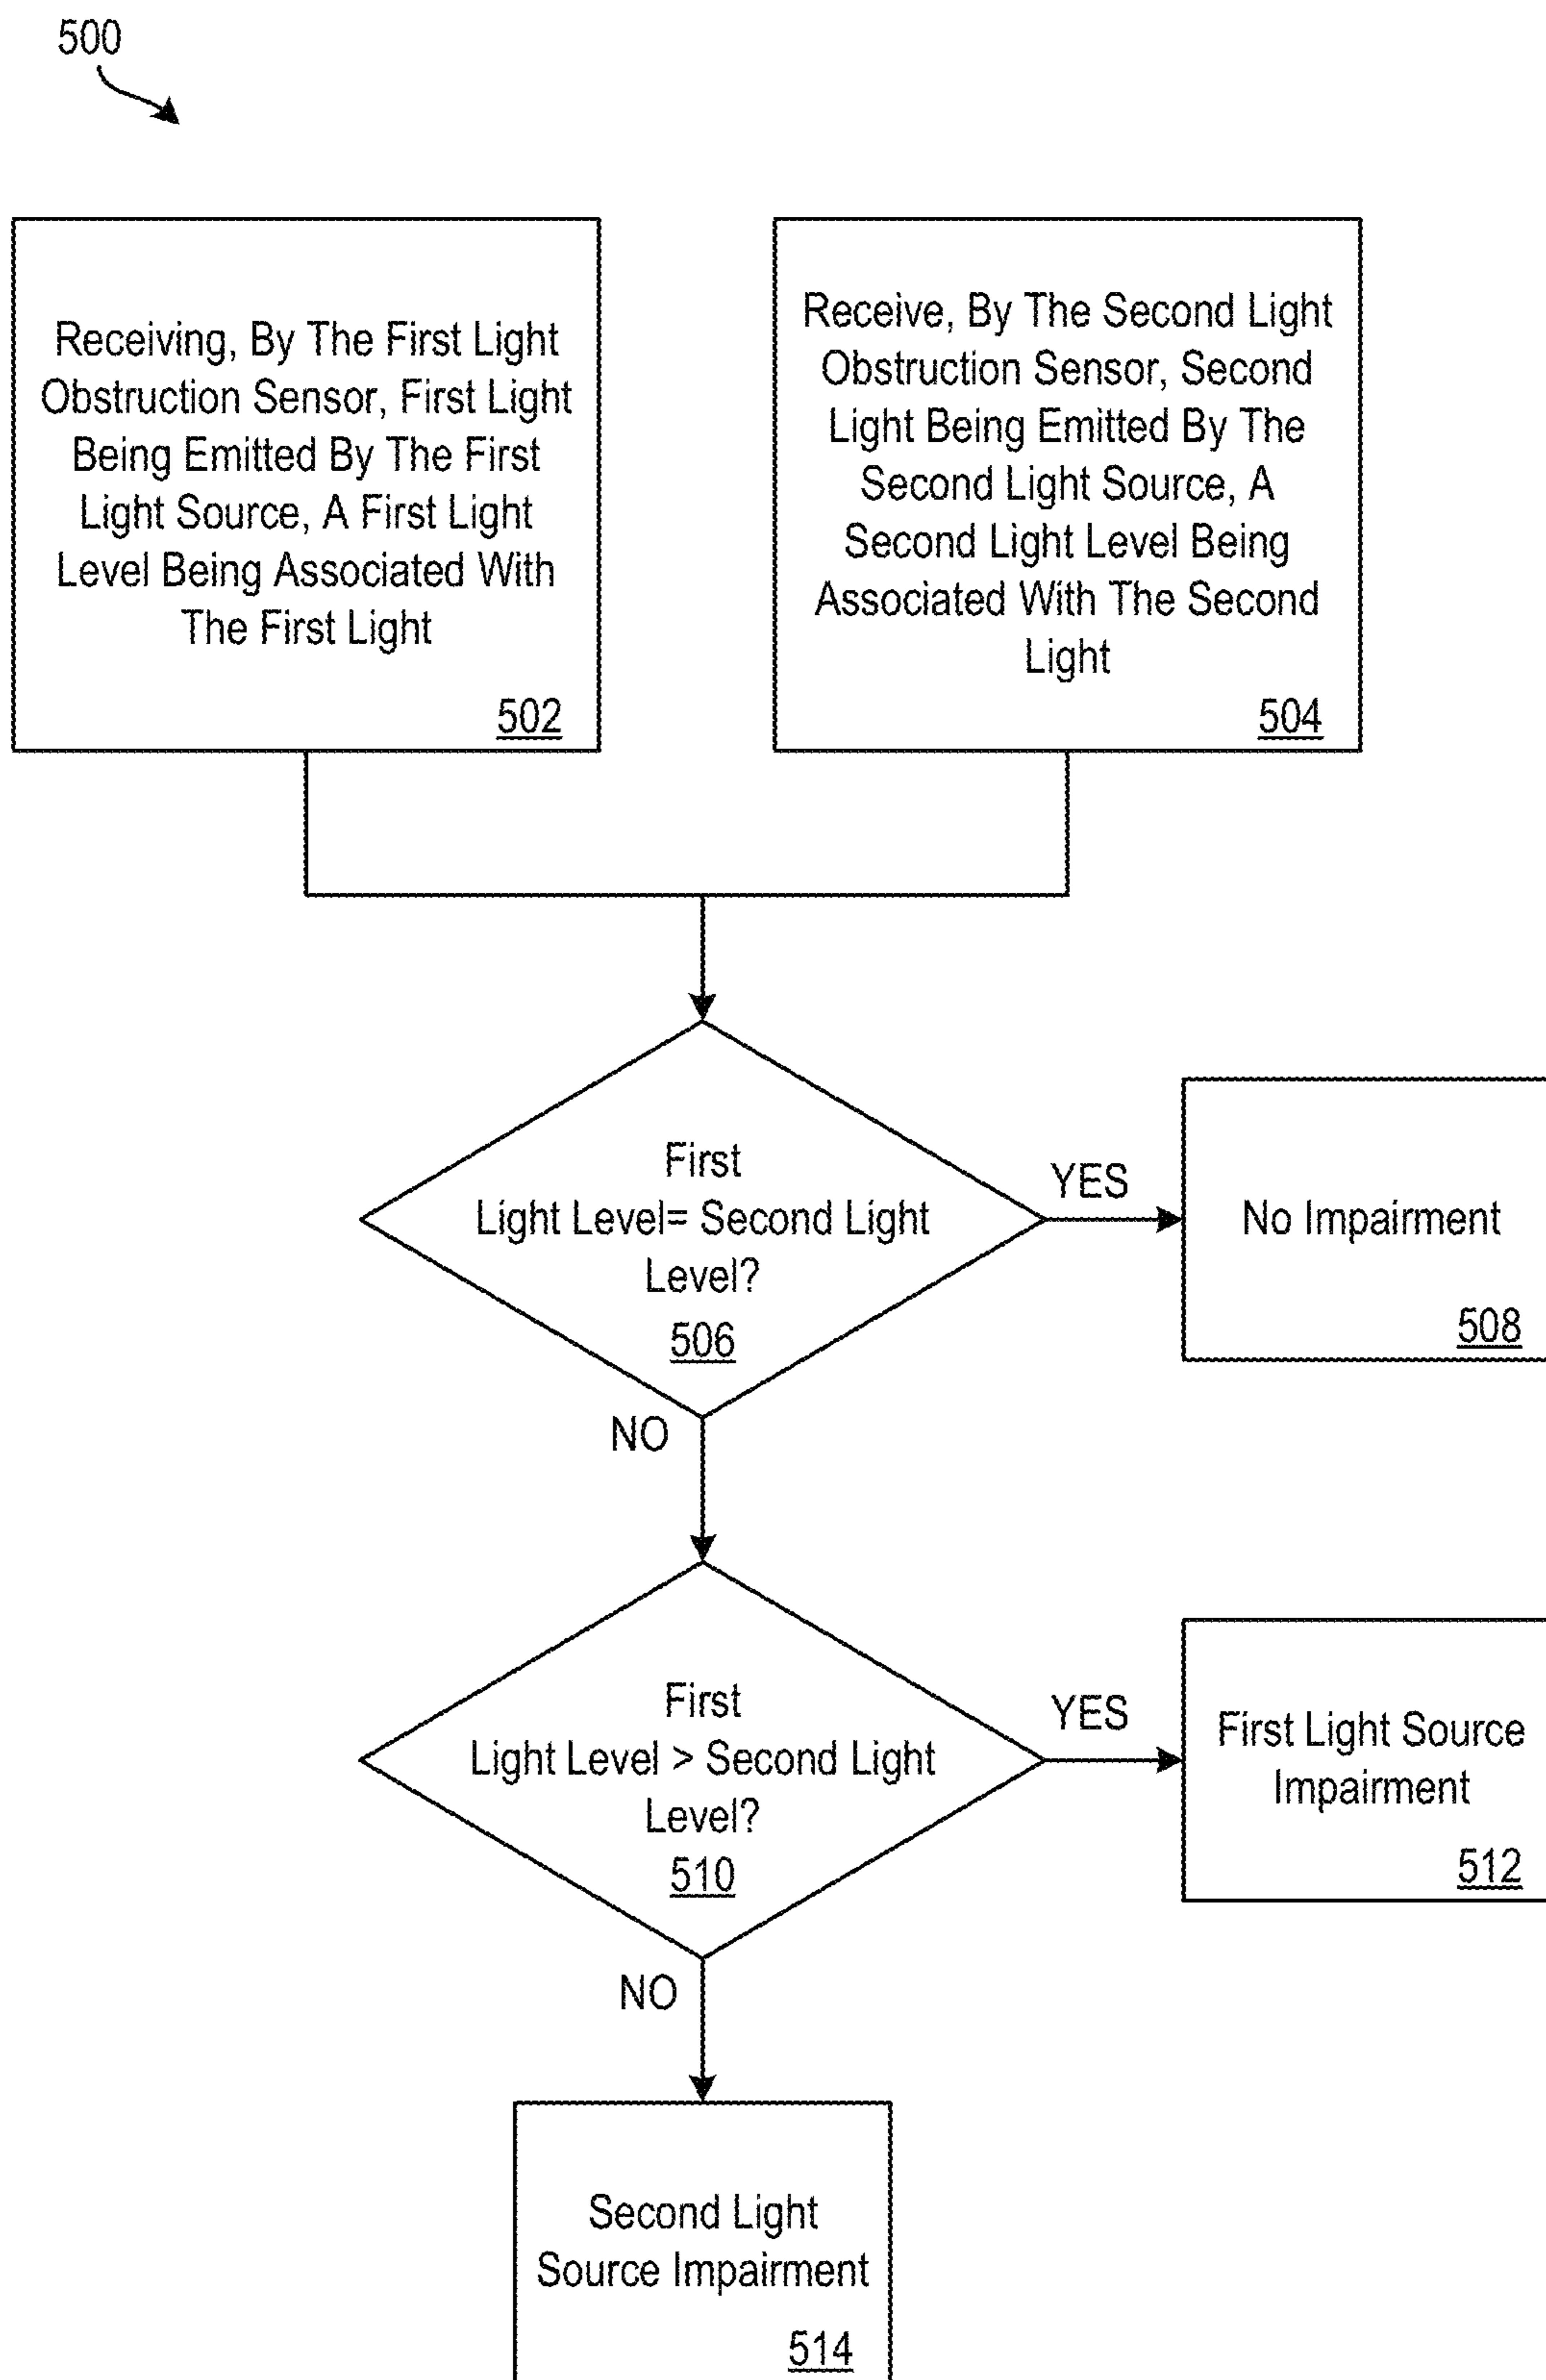 500
Receiving, By The First Light
Obstruction Sensor, First Light
Being Emitted By The First
Light Source, A First Light
Level Being Associated With
The First Light
502
Receive, By The Second Light
Obstruction Sensor, Second
Light Being Emitted By The
Second Light Source, A
Second Light Level Being
Associated With The Second
Light
504
First
Light Level= Second Light
Level?
506
YES
No Impairment
508
NO
First
Light Level > Second Light
Level?
510
YES
First Light Source
Impairment
512
NO
Second Light
Source Impairment
514